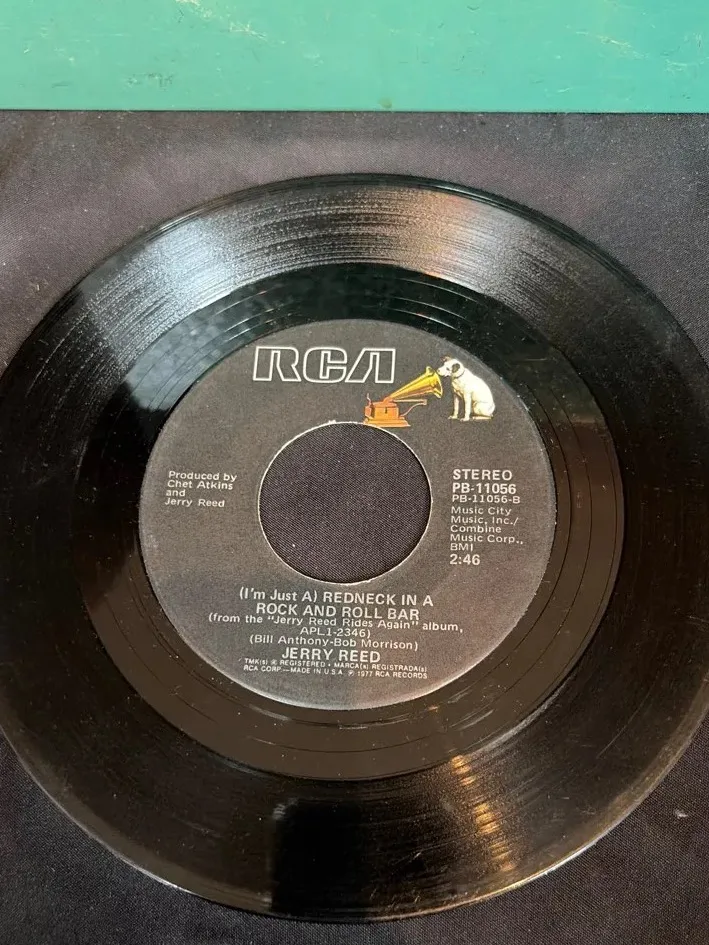 RCA
Produced by
Chet Atkins
and
Jerry Reed
STEREO
PB-11056
PB-11056-B
Music City
Music, Inc./
Combine
Music Corp.,
BMI
2:46
(I'm Just A) REDNECK IN A
ROCK AND ROLL BAR
(from the "Jerry Reed Rides Again" album,
APL1-2346)
(Bill Anthony-Bob Morrison)
JERRY REED
TMK(s) ® REGISTERED • MARCA(s) REGISTRADA(s)
RCA CORP.—MADE IN U.S.A. ℗ 1977 RCA RECORDS